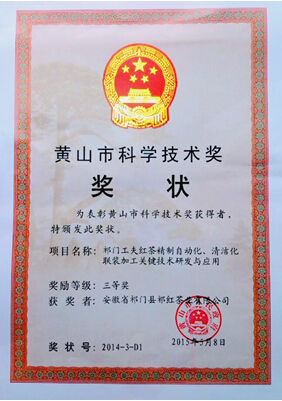 黄山市科学技术奖
奖状
为表彰黄山市科学技术奖获得者，
特颁发此奖状。
项目名称：祁门工夫红茶精制自动化、清洁化
联装加工关键技术研发与应用
奖励等级：三等奖
获奖者：安徽省祁门县祁红茶业有限公司
2015年3月8日
奖状号：2014-3-D1